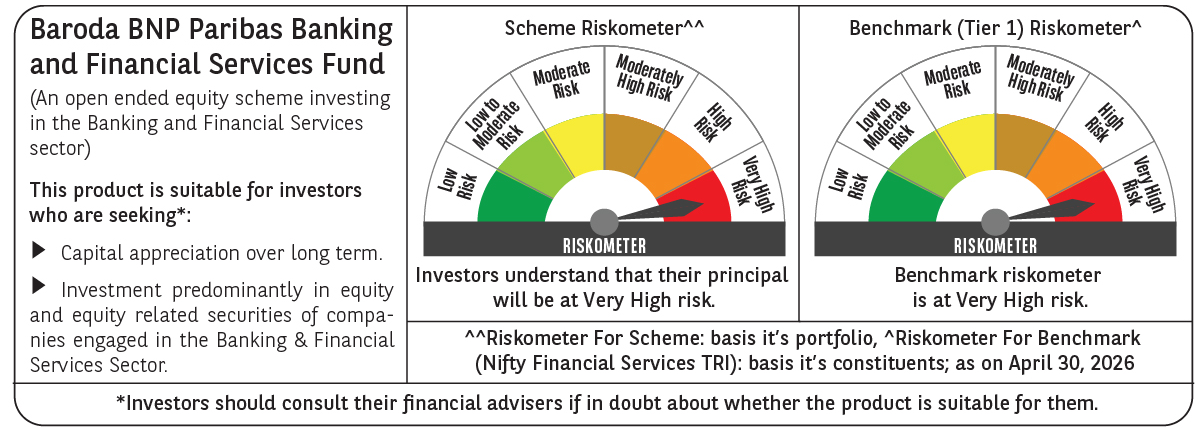 Baroda BNP Paribas Banking
and Financial Services Fund
(An open ended equity scheme investing
in the Banking and Financial Services
sector)
This product is suitable for investors
who are seeking*:
Capital appreciation over long term.
Investment predominantly in equity
and equity related securities of compa-
nies engaged in the Banking & Financial
Services Sector.
Scheme Riskometer^^
Low
Risk
Low to
Moderate
Risk
Moderate
Risk
Moderately
High Risk
High
Risk
Very High
Risk
RISKOMETER
Investors understand that their principal
will be at Very High risk.
Benchmark (Tier 1) Riskometer^
Low
Risk
Low to
Moderate
Risk
Moderate
Risk
Moderately
High Risk
High
Risk
Very High
Risk
RISKOMETER
Benchmark riskometer
is at Very High risk.
^^Riskometer For Scheme: basis it's portfolio, ^Riskometer For Benchmark
(Nifty Financial Services TRI): basis it's constituents; as on April 30, 2026
*Investors should consult their financial advisers if in doubt about whether the product is suitable for them.